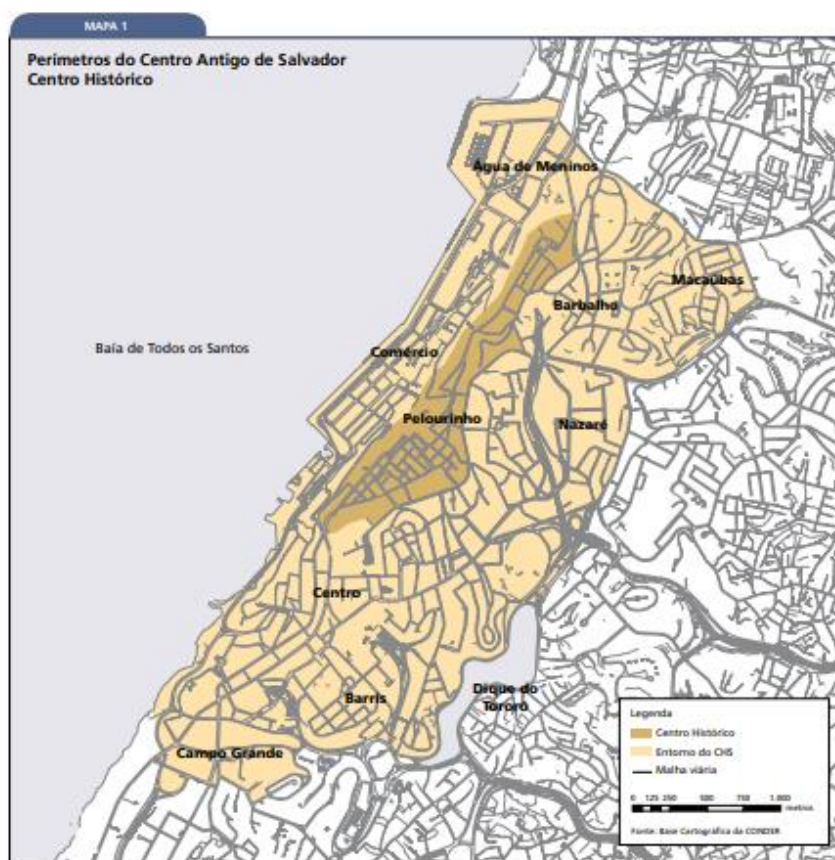 MAPA 1
Perímetros do Centro Antigo de Salvador
Centro Histórico
Água de Meninos
Macaúbas
Barbalho
Baía de Todos os Santos
Comércio
Pelourinho
Nazaré
Centro
Barris
Dique do
Tororó
Campo Grande
Legenda
Centro Histórico
Entorno do CHS
Malha viária
0 125 250 500 750 1.000
metros
Fonte: Base Cartográfica da CONDER